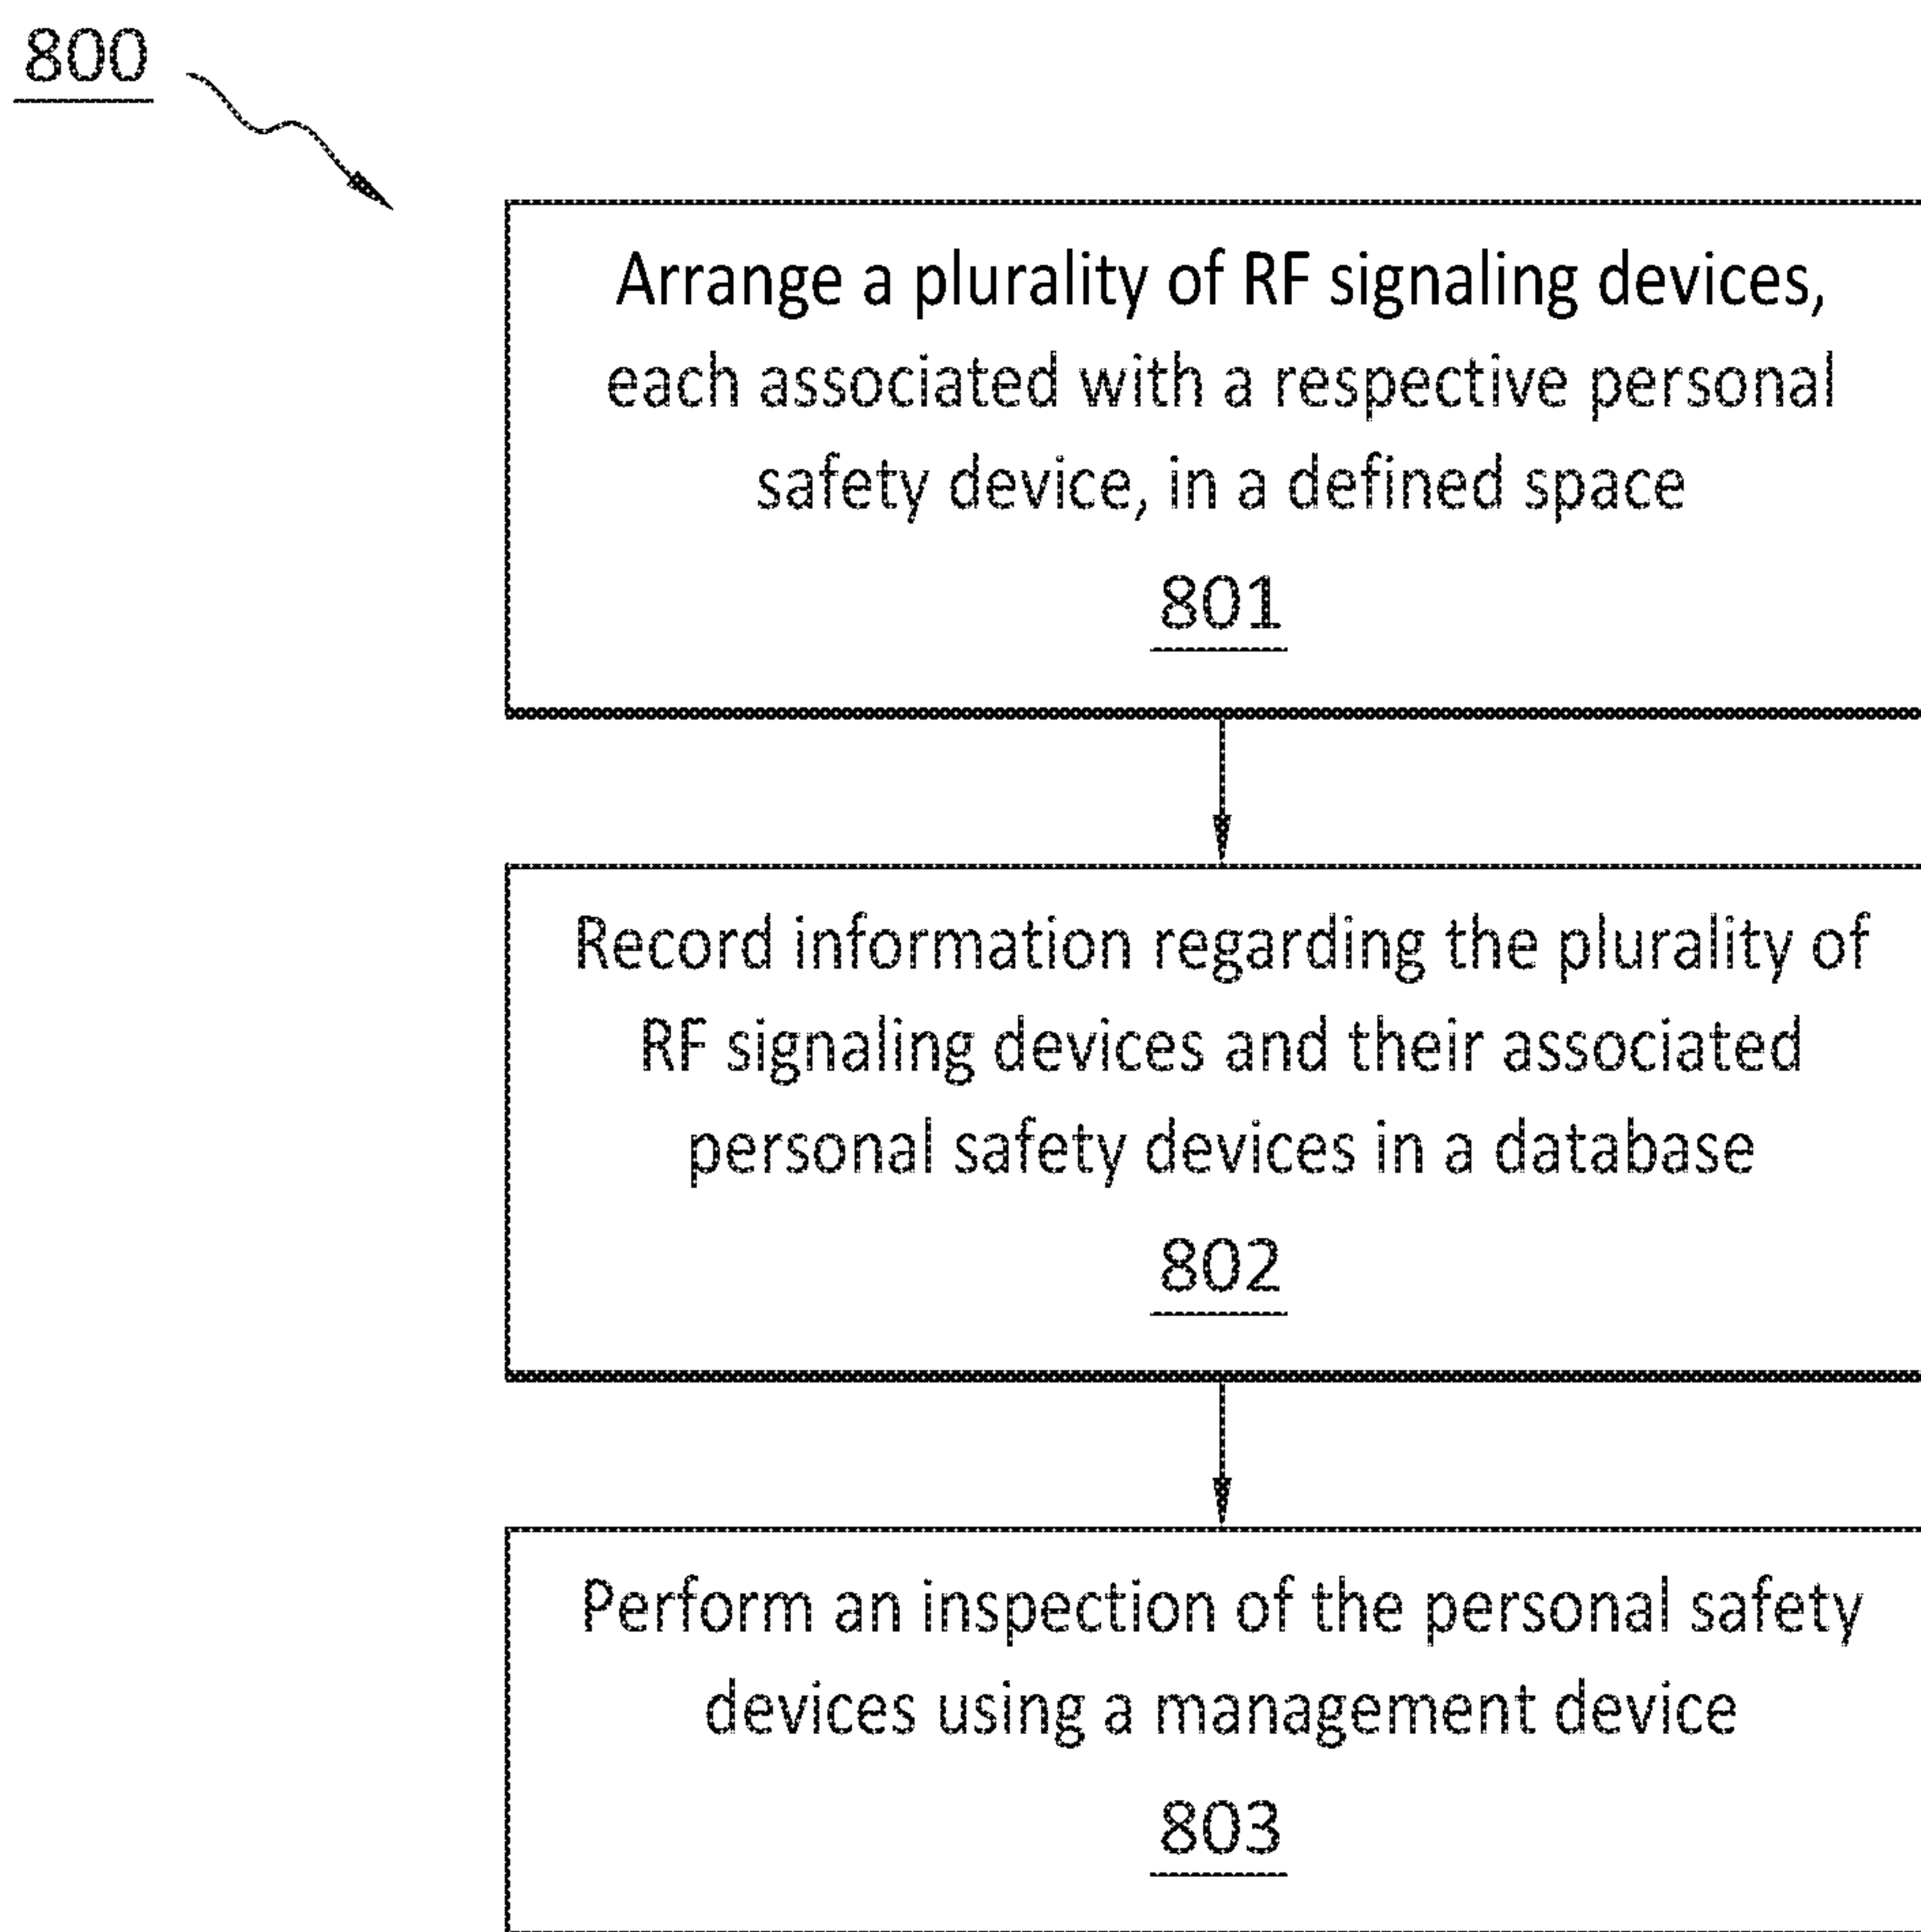 800
Arrange a plurality of RF signaling devices,
each associated with a respective personal
safety device, in a defined space
801
Record information regarding the plurality of
RF signaling devices and their associated
personal safety devices in a database
802
Perform an inspection of the personal safety
devices using a management device
803